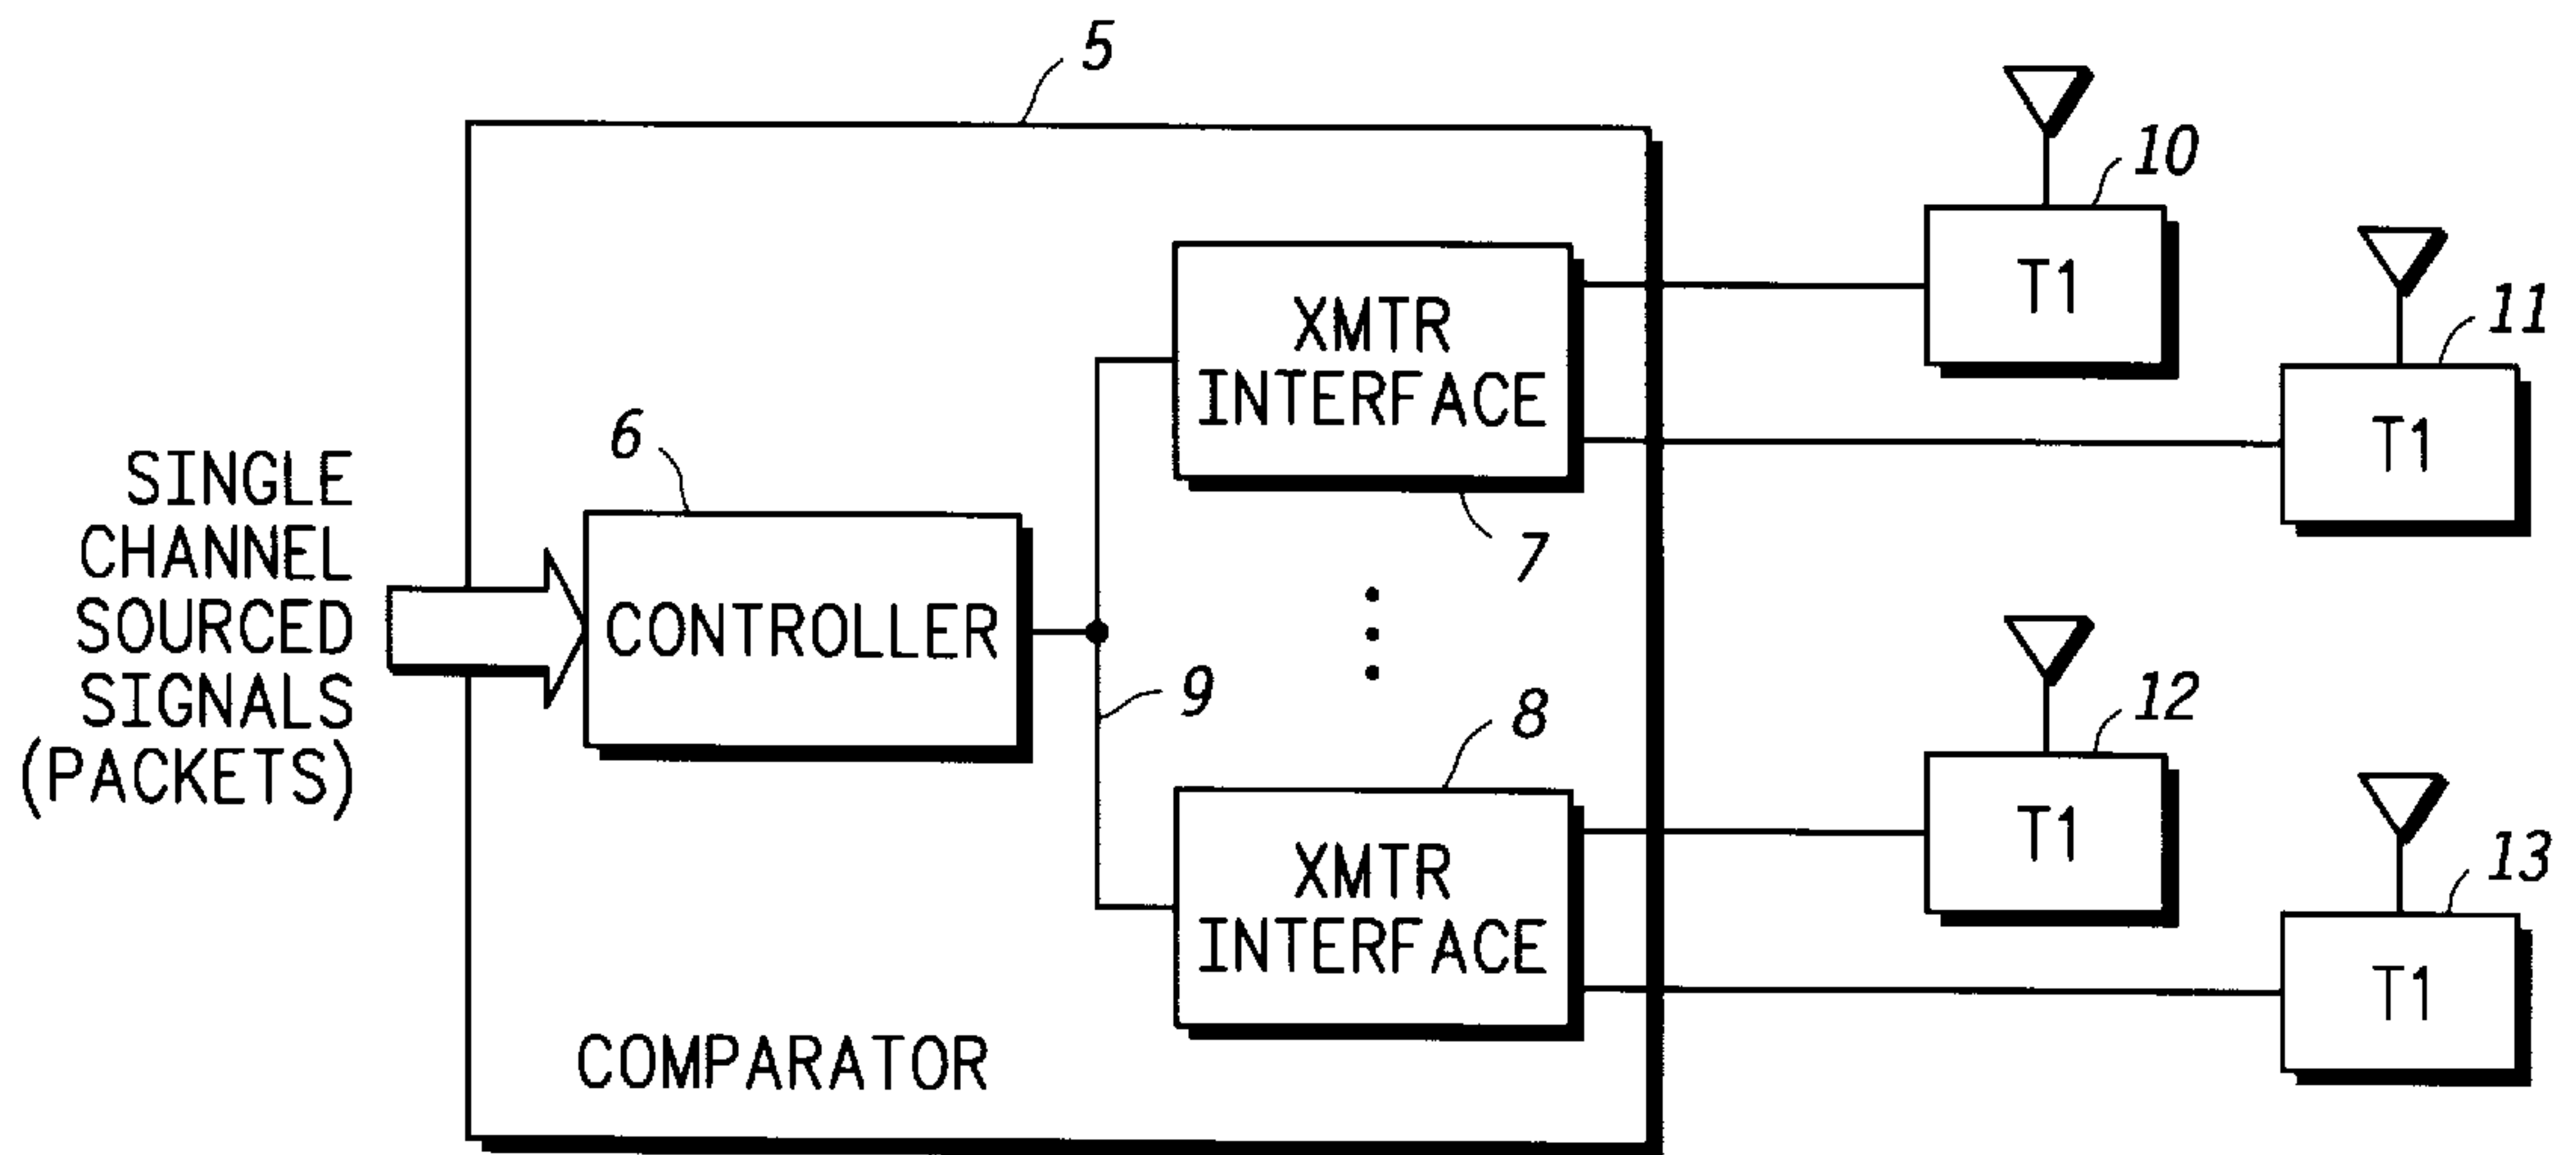 5
10
11
SINGLE
CHANNEL
SOURCED
SIGNALS
(PACKETS)
6
CONTROLLER
XMTR
INTERFACE
7
9
8
XMTR
INTERFACE
COMPARATOR
T1
T1
12
T1
13
T1